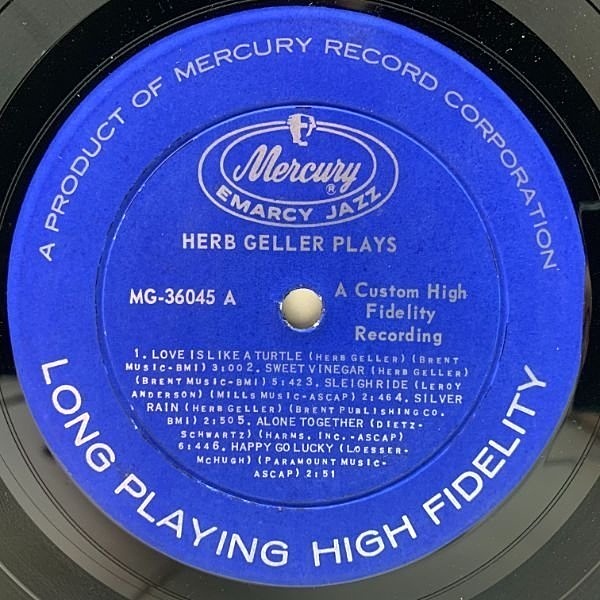 A PRODUCT OF MERCURY RECORD CORPORATION
Mercury
®
EMARCY JAZZ
HERB GELLER PLAYS
MG-36045 A
A Custom High
Fidelity
Recording
1. LOVE IS LIKE A TURTLE (HERB GELLER) (BRENT
MUSIC-BMI) 3:00 2. SWEET VINEGAR (HERB GELLER)
(BRENT MUSIC-BMI) 5:42 3. SLEIGH RIDE (LEROY
ANDERSON) (MILLS MUSIC-ASCAP) 2:46 4. SILVER
RAIN (HERB GELLER) (BRENT PUBLISHING CO.
BMI) 2:50 5. ALONE TOGETHER (DIETZ-
SCHWARTZ) (HARMS, INC.-ASCAP)
6:44 6. HAPPY GO LUCKY (LOESSER-
MCHUGH) (PARAMOUNT MUSIC-
ASCAP) 2:51
LONG PLAYING HIGH FIDELITY